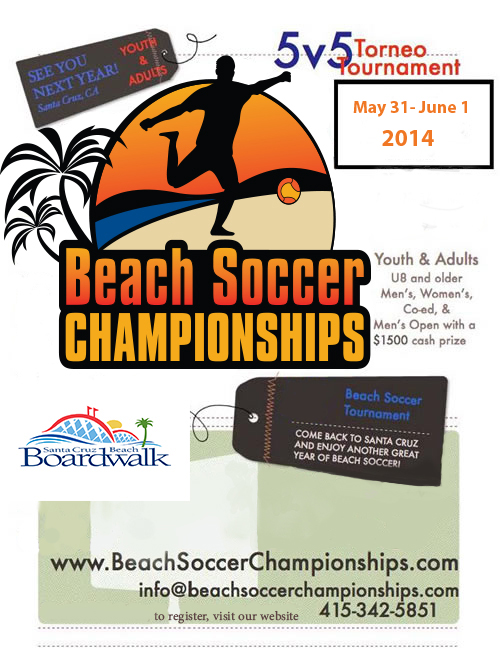 SEE YOU
NEXT YEAR!
Santa Cruz, CA
YOUTH
&
ADULTS
5v5 Torneo
Tournament
May 31- June 1
2014
Beach Soccer
CHAMPIONSHIPS
Youth & Adults
U8 and older
Men's, Women's,
Co-ed, &
Men's Open with a
$1500 cash prize
Beach Soccer
Tournament
COME BACK TO SANTA CRUZ
AND ENJOY ANOTHER GREAT
YEAR OF BEACH SOCCER!
Santa Cruz Beach
Boardwalk
www.BeachSoccerChampionships.com
info@beachsoccerchampionships.com
to register, visit our website
415-342-5851